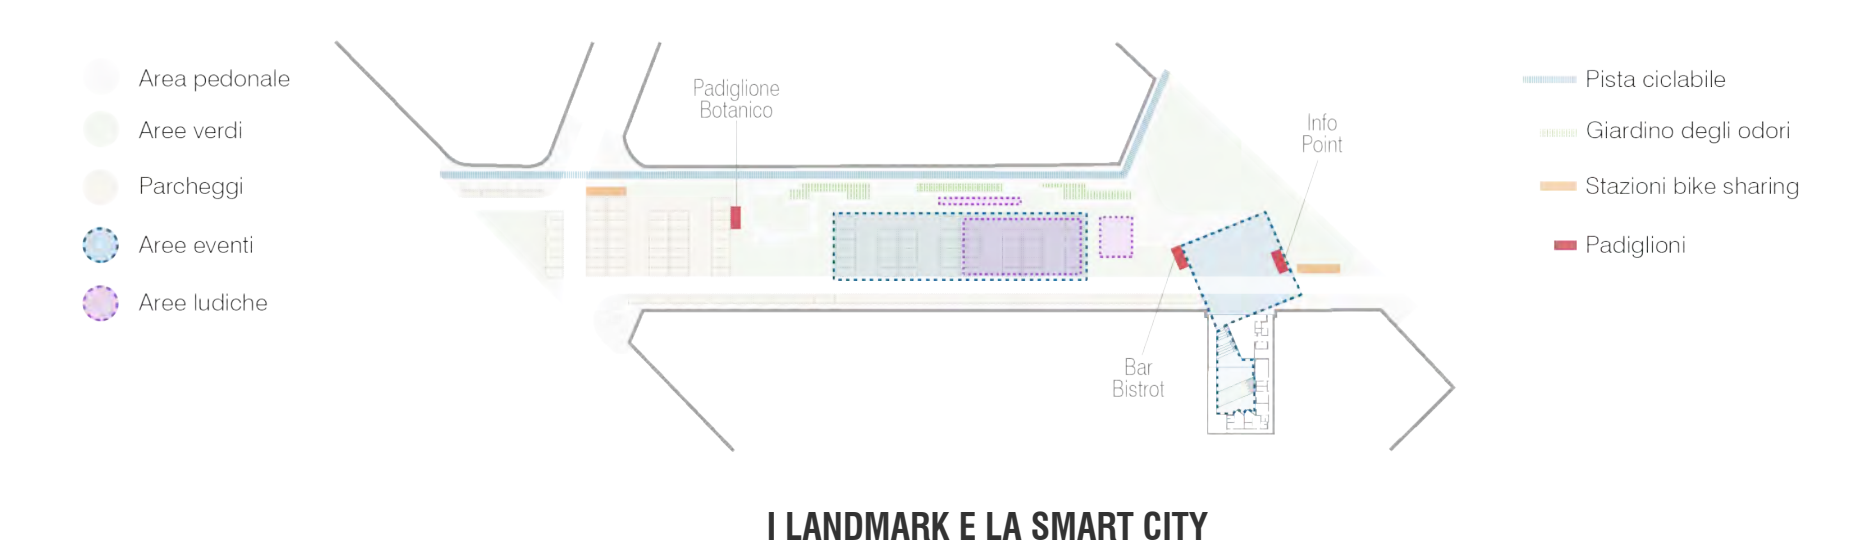 Area pedonale
Aree verdi
Parcheggi
Aree eventi
Aree ludiche
Padiglione
Botanico
Info
Point
Bar
Bistrot
Pista ciclabile
Giardino degli odori
Stazioni bike sharing
Padiglioni
I LANDMARK E LA SMART CITY